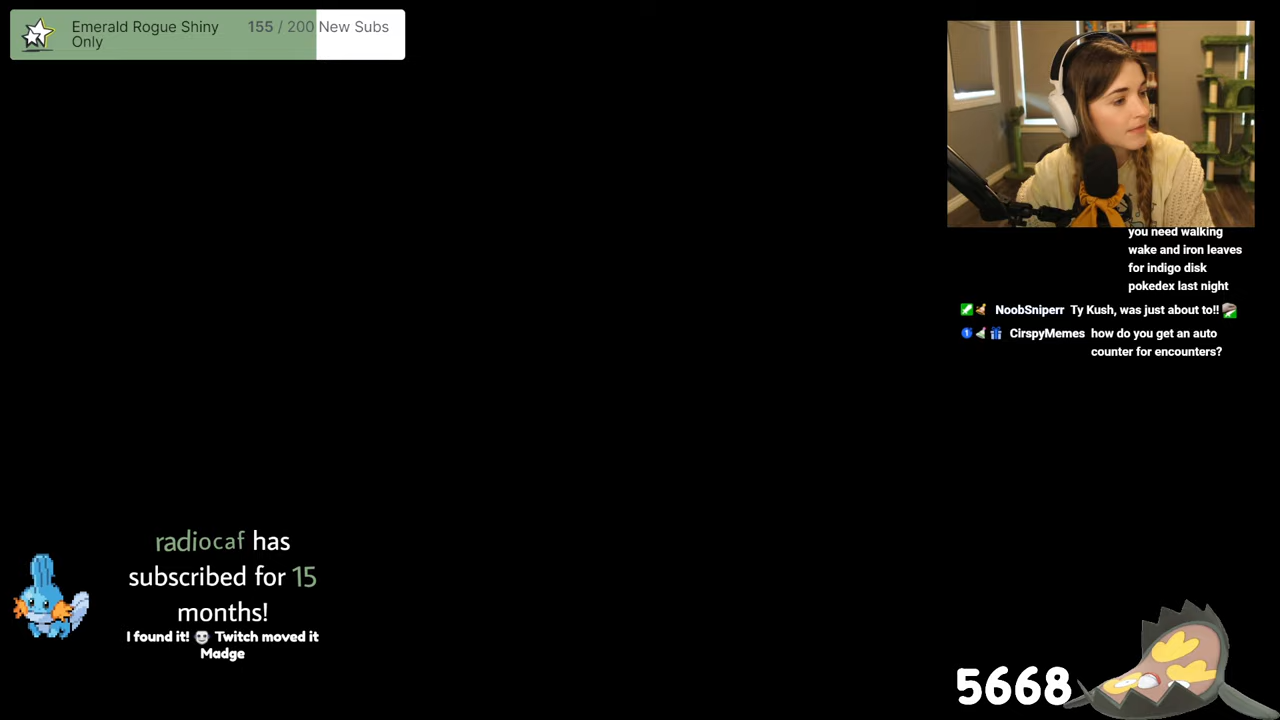 Emerald Rogue Shiny Only
155 / 200 New Subs
you need walking
wake and iron leaves
for indigo disk
pokedex last night
NoobSniperr Ty Kush, was just about to!!
1 CirspyMemes how do you get an auto
counter for encounters?
radiocaf has
subscribed for 15
months!
I found it! Twitch moved it
Madge
5668